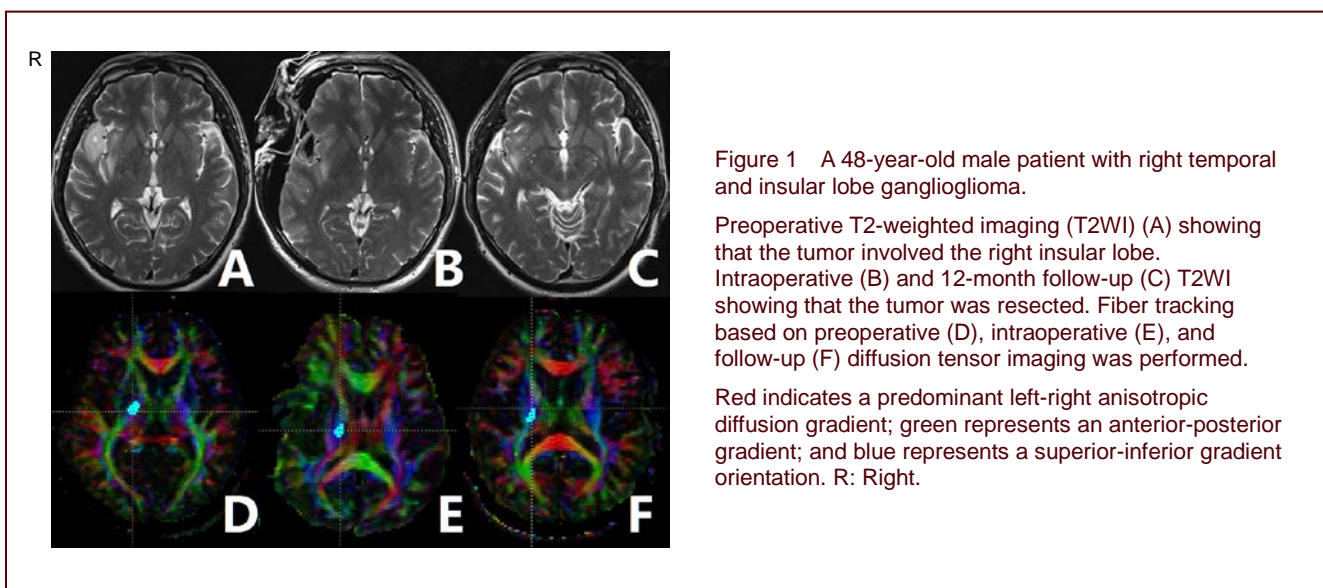 R
A
B
C
D
E
F
Figure 1 A 48-year-old male patient with right temporal
and insular lobe ganglioglioma.
Preoperative T2-weighted imaging (T2WI) (A) showing
that the tumor involved the right insular lobe.
Intraoperative (B) and 12-month follow-up (C) T2WI
showing that the tumor was resected. Fiber tracking
based on preoperative (D), intraoperative (E), and
follow-up (F) diffusion tensor imaging was performed.
Red indicates a predominant left-right anisotropic
diffusion gradient; green represents an anterior-posterior
gradient; and blue represents a superior-inferior gradient
orientation. R: Right.